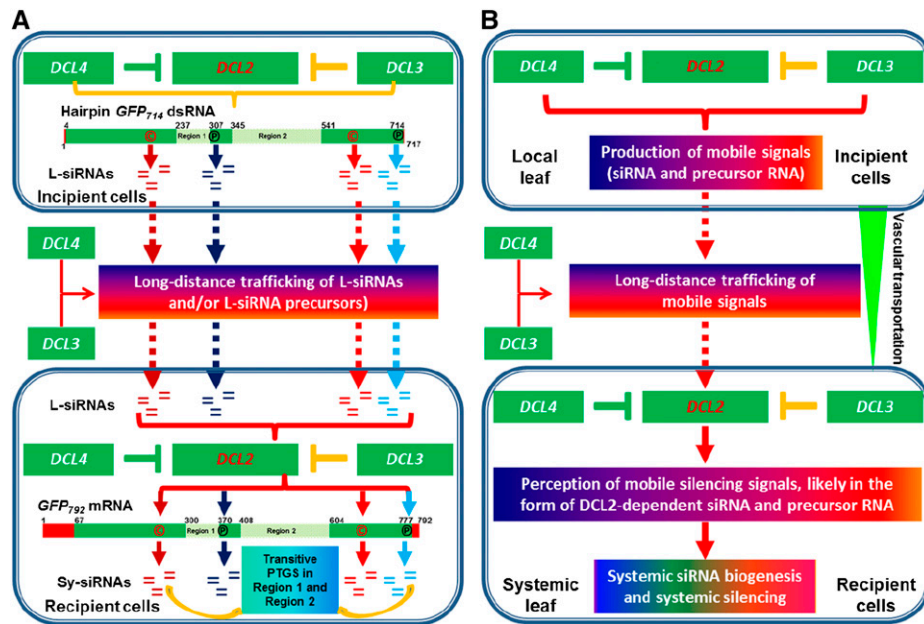 A
DCL4
DCL2
DCL3
Hairpin GFP714 dsRNA
4
237
307
345
541
714
C
Region 1
P
Region 2
C
P
1
717
L-siRNAs
Incipient cells
DCL4
Long-distance trafficking of L-siRNAs
and/or L-siRNA precursors)
DCL3
L-siRNAs
DCL4
DCL2
DCL3
GFP792 mRNA
1
67
300
370
408
604
777
792
C
Region 1
P
Region 2
C
P
Sy-siRNAs
Recipient cells
Transitive
PTGS in
Region 1 and
Region 2
B
DCL4
DCL2
DCL3
Local
leaf
Production of mobile signals
(siRNA and precursor RNA)
Incipient
cells
DCL4
Long-distance trafficking of
mobile signals
DCL3
Vascular transportation
DCL4
DCL2
DCL3
Perception of mobile silencing signals, likely in the
form of DCL2-dependent siRNA and precursor RNA
Systemic
leaf
Systemic siRNA biogenesis
and systemic silencing
Recipient
cells